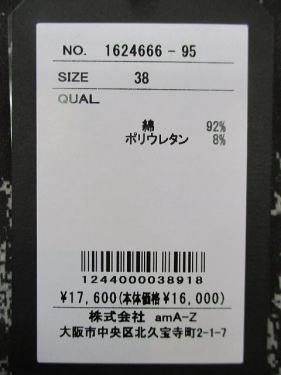 NO. 1624666 - 95
SIZE 38
QUAL
綿 92%
ポリウレタン 8%
1244000038918
¥17,600(本体価格¥16,000)
株式会社 amA-Z
大阪市中央区北久宝寺町2-1-7